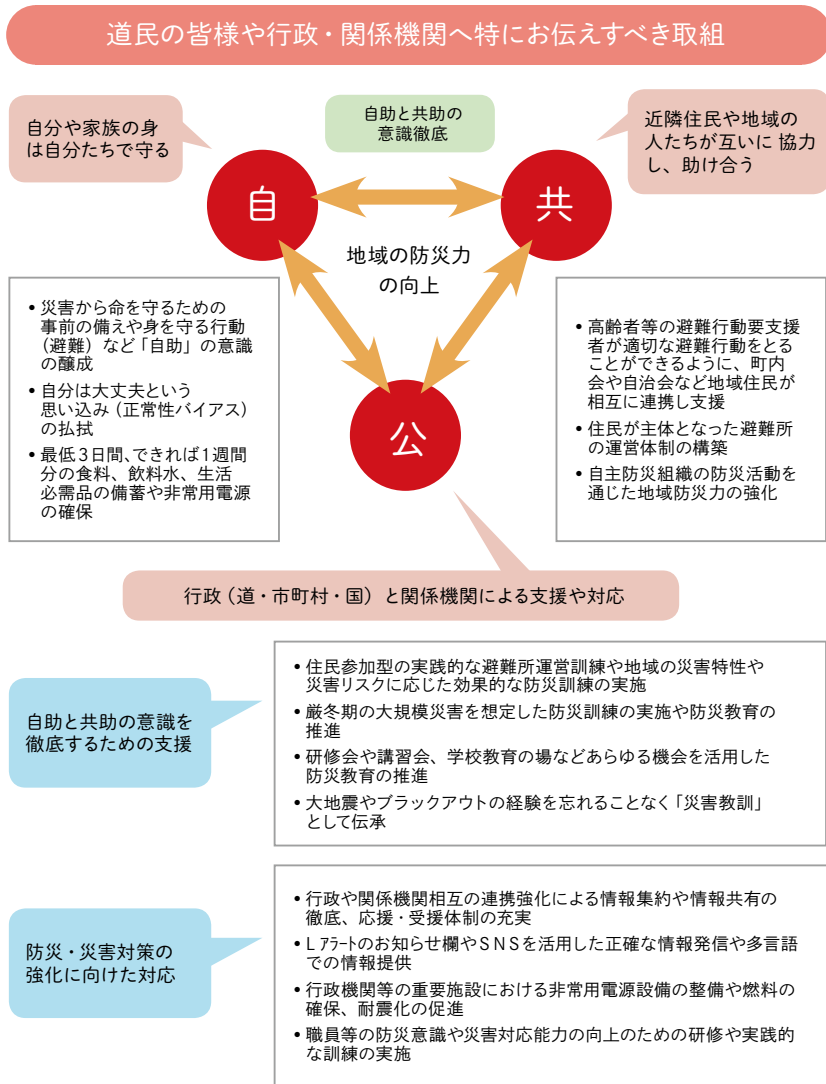 道民の皆様や行政・関係機関へ特にお伝えすべき取組
自分や家族の身
は自分たちで守る
自助と共助の
意識徹底
近隣住民や地域の
人たちが互いに 協力
し、助け合う
自
共
地域の防災力
の向上
• 災害から命を守るための
事前の備えや身を守る行動
(避難) など「自助」の意識
の醸成
• 自分は大丈夫という
思い込み (正常性バイアス)
の払拭
• 最低3日間、できれば1週間
分の食料、飲料水、生活
必需品の備蓄や非常用電源
の確保
公
• 高齢者等の避難行動要支援
者が適切な避難行動をとる
ことができるように、町内
会や自治会など地域住民が
相互に連携し支援
• 住民が主体となった避難所
の運営体制の構築
• 自主防災組織の防災活動を
通じた地域防災力の強化
行政 (道・市町村・国) と関係機関による支援や対応
自助と共助の意識を
徹底するための支援
• 住民参加型の実践的な避難所運営訓練や地域の災害特性や
災害リスクに応じた効果的な防災訓練の実施
• 厳冬期の大規模災害を想定した防災訓練の実施や防災教育の
推進
• 研修会や講習会、学校教育の場などあらゆる機会を活用した
防災教育の推進
• 大地震やブラックアウトの経験を忘れることなく「災害教訓」
として伝承
防災・災害対策の
強化に向けた対応
• 行政や関係機関相互の連携強化による情報集約や情報共有の
徹底、応援・受援体制の充実
• Lアラートのお知らせ欄やSNSを活用した正確な情報発信や多言語
での情報提供
• 行政機関等の重要施設における非常用電源設備の整備や燃料の
確保、耐震化の促進
• 職員等の防災意識や災害対応能力の向上のための研修や実践的
な訓練の実施